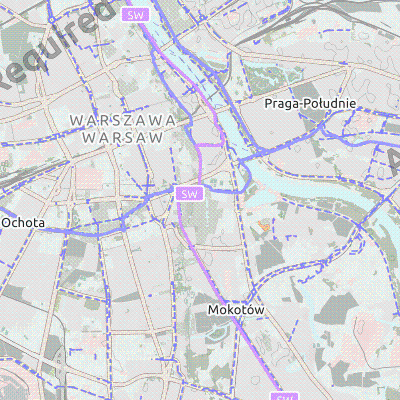 SW
Required
Praga-Południe
WARSZAWA
WARSAW
SW
Ochota
Mokotów
SW